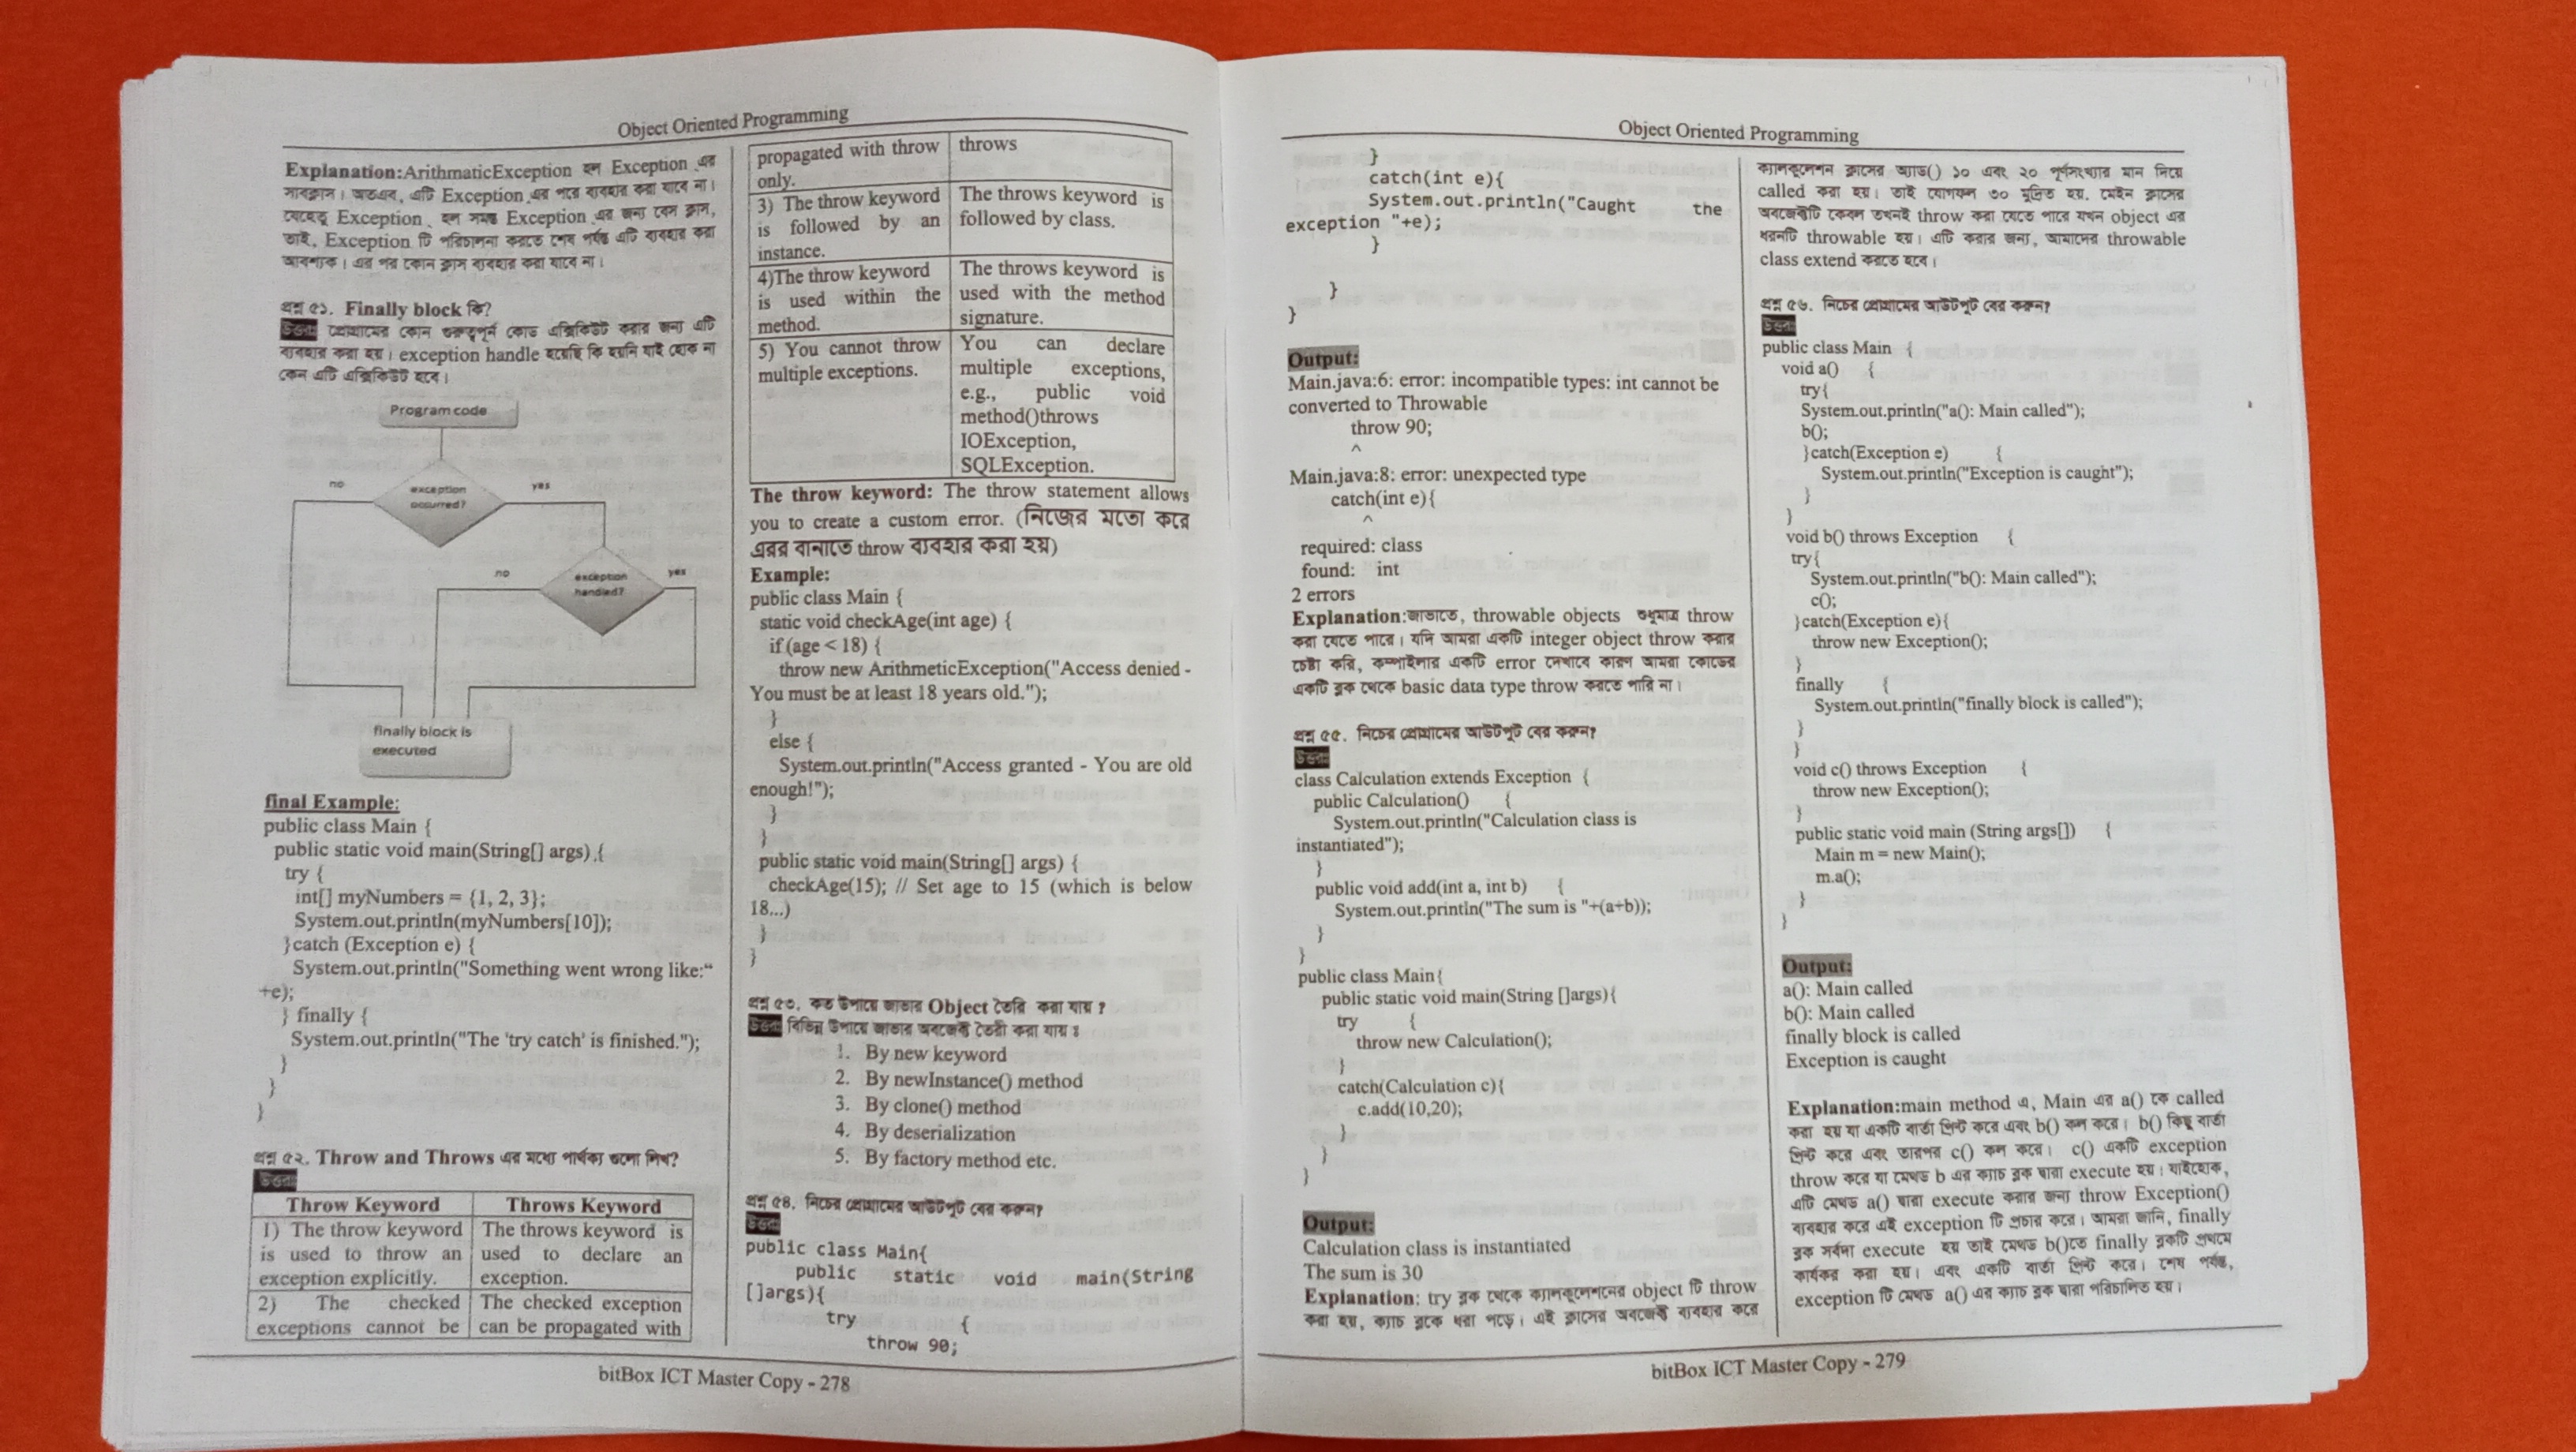 Object Oriented Programming
Explanation:ArithmaticException হল Exception এর
সাবক্লাস। অতএব, এটি Exception এর পরে ব্যবহার করা যাবে না।
যেহেতু Exception, হল সমস্ত Exception এর জন্য বেস ক্লাস,
তাই, Exception টি পরিচালনা করতে শেষ পর্যন্ত এটি ব্যবহার করা
আবশ্যক। এর পর কোন ক্লাস ব্যবহার করা যাবে না।
প্রশ্ন ৫১. Finally block কি?
উত্তরঃ প্রোগ্রামের কোন গুরুত্বপূর্ন কোড এক্সিকিউট করার জন্য এটি
ব্যবহার করা হয়। exception handle হয়েছি কি হয়নি যাই হোক না
কেন এটি এক্সিকিউট হবে।
Program code
no
exception
occurred?
yes
no
exception
handled?
yes
finally block is
executed
final Example:
public class Main {
public static void main(String[] args) {
try {
int[] myNumbers = {1, 2, 3};
System.out.println(myNumbers[10]);
}catch (Exception e) {
System.out.println("Something went wrong like:“
+e);
} finally {
System.out.println("The 'try catch' is finished.");
}
}
}
প্রশ্ন ৫২. Throw and Throws এর মধ্যে পার্থক্য গুলো লিখ?
উত্তরঃ
Throw Keyword Throws Keyword
1) The throw keyword The throws keyword is
is used to throw an used to declare an
exception explicitly. exception.
2) The checked The checked exception
exceptions cannot be can be propagated with
propagated with throw throws
only.
3) The throw keyword The throws keyword is
is followed by an followed by class.
instance.
4)The throw keyword The throws keyword is
is used within the used with the method
method. signature.
5) You cannot throw You can declare
multiple exceptions. multiple exceptions,
e.g., public void
method()throws
IOException,
SQLException.
The throw keyword: The throw statement allows
you to create a custom error. (নিজের মতো করে
এরর বানাতে throw ব্যবহার করা হয়)
Example:
public class Main {
static void checkAge(int age) {
if (age < 18) {
throw new ArithmeticException("Access denied -
You must be at least 18 years old.");
}
else {
System.out.println("Access granted - You are old
enough!");
}
}
public static void main(String[] args) {
checkAge(15); // Set age to 15 (which is below
18...)
}
}
প্রশ্ন ৫৩. কত উপায়ে জাভার Object তৈরি করা যায় ?
উত্তরঃ বিভিন্ন উপায়ে জাভার অবজেক্ট তৈরী করা যায় ঃ
1. By new keyword
2. By newInstance() method
3. By clone() method
4. By deserialization
5. By factory method etc.
প্রশ্ন ৫৪. নিচের প্রোগ্রামের আউটপুট বের করুন?
উত্তরঃ
public class Main{
public static void main(String
[]args){
try {
throw 90;
bitBox ICT Master Copy - 278
Object Oriented Programming
}
catch(int e){
System.out.println("Caught the
exception "+e);
}
}
}
Output:
Main.java:6: error: incompatible types: int cannot be
converted to Throwable
throw 90;
^
Main.java:8: error: unexpected type
catch(int e){
^
required: class
found: int
2 errors
Explanation:জাভাতে, throwable objects শুধুমাত্র throw
করা যেতে পারে। যদি আমরা একটি integer object throw করার
চেষ্টা করি, কম্পাইলার একটি error দেখাবে কারণ আমরা কোডের
একটি ব্লক থেকে basic data type throw করতে পারি না।
প্রশ্ন ৫৫. নিচের প্রোগ্রামের আউটপুট বের করুন?
উত্তরঃ
class Calculation extends Exception {
public Calculation() {
System.out.println("Calculation class is
instantiated");
}
public void add(int a, int b) {
System.out.println("The sum is "+(a+b));
}
}
public class Main{
public static void main(String []args){
try {
throw new Calculation();
}
catch(Calculation c){
c.add(10,20);
}
}
}
Output:
Calculation class is instantiated
The sum is 30
Explanation: try ব্লক থেকে ক্যালকুলেশনের object টি throw
করা হয়, ক্যাচ ব্লকে ধরা পড়ে। এই ক্লাসের অবজেক্ট ব্যবহার করে
ক্যালকুলেশন ক্লাসের অ্যাড() ১০ এবং ২০ পূর্ণসংখ্যার মান দিয়ে
called করা হয়। তাই যোগফল ৩০ মুদ্রিত হয়. মেইন ক্লাসের
অবজেক্টটি কেবল তখনই throw করা যেতে পারে যখন object এর
ধরনটি throwable হয়। এটি করার জন্য, আমাদের throwable
class extend করতে হবে।
প্রশ্ন ৫৬. নিচের প্রোগ্রামের আউটপুট বের করুন?
উত্তরঃ
public class Main {
void a() {
try{
System.out.println("a(): Main called");
b();
}catch(Exception e) {
System.out.println("Exception is caught");
}
}
void b() throws Exception {
try{
System.out.println("b(): Main called");
c();
}catch(Exception e){
throw new Exception();
}
finally {
System.out.println("finally block is called");
}
}
void c() throws Exception {
throw new Exception();
}
public static void main (String args[]) {
Main m = new Main();
m.a();
}
}
Output:
a(): Main called
b(): Main called
finally block is called
Exception is caught
Explanation:main method এ, Main এর a() কে called
করা হয় যা একটি বার্তা প্রিন্ট করে এবং b() কল করে। b() কিছু বার্তা
প্রিন্ট করে এবং তারপর c() কল করে। c() একটি exception
throw করে যা মেথড b এর ক্যাচ ব্লক দ্বারা execute হয়। যাইহোক,
এটি মেথড a() দ্বারা execute করার জন্য throw Exception()
ব্যবহার করে এই exception টি প্রচার করে। আমরা জানি, finally
ব্লক সর্বদা execute হয় তাই মেথড b()তে finally ব্লকটি প্রথমে
কার্যকর করা হয়। এবং একটি বার্তা প্রিন্ট করে। শেষ পর্যন্ত,
exception টি মেথড a() এর ক্যাচ ব্লক দ্বারা পরিচালিত হয়।
bitBox ICT Master Copy - 279